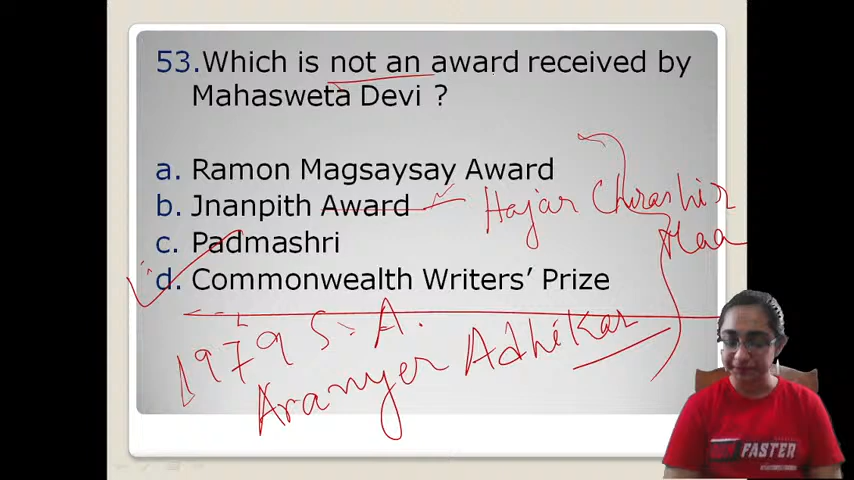 53.Which is not an award received by
Mahasweta Devi ?
a. Ramon Magsaysay Award
b. Jnanpith Award
Hajar Churashir
Maa
c. Padmashri
d. Commonwealth Writers’ Prize
1979 S. A.
Aranyer Adhikar
FASTER